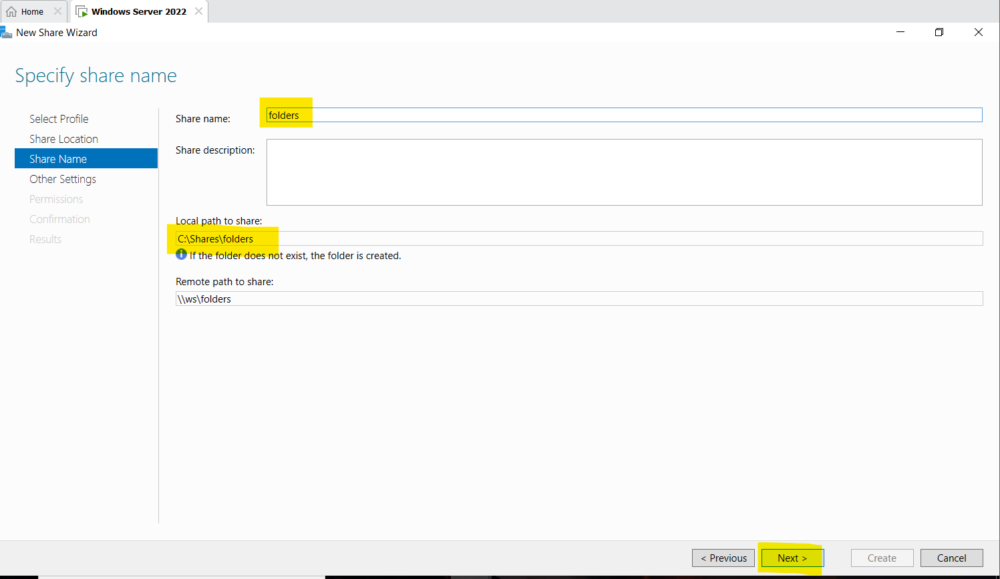 Home
Windows Server 2022
New Share Wizard
Specify share name
Select Profile
Share Location
Share Name
Other Settings
Permissions
Confirmation
Results
Share name:
folders
Share description:
Local path to share:
C:\Shares\folders
If the folder does not exist, the folder is created.
Remote path to share:
\\ws\folders
< Previous
Next >
Create
Cancel